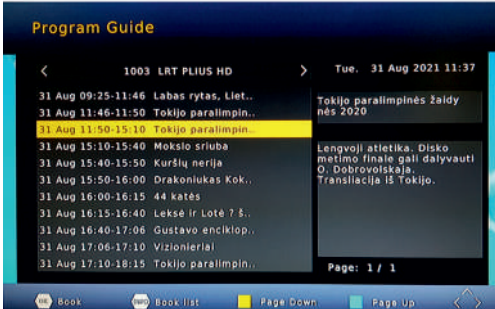 Program Guide
1003 LRT PLIUS HD
Tue. 31 Aug 2021 11:37
31 Aug 09:25-11:46 Labas rytas, Liet..
31 Aug 11:46-11:50 Tokijo paralimpin..
31 Aug 11:50-15:10 Tokijo paralimpin..
31 Aug 15:10-15:40 Mokslo sriuba
31 Aug 15:40-15:50 Kuršių nerija
31 Aug 15:50-16:00 Drakoniukas Kok..
31 Aug 16:00-16:15 44 katės
31 Aug 16:15-16:40 Leksė ir Lotė ? š..
31 Aug 16:40-17:06 Gustavo enciklop..
31 Aug 17:06-17:10 Vizionieriai
31 Aug 17:10-18:15 Tokijo paralimpin..
Tokijo paralimpinės žaidy
nės 2020
Lengvoji atletika. Disko
metimo finale gali dalyvauti
O. Dobrovolskaja.
Transliacija iš Tokijo.
Page: 1/ 1
Book
INFO Book list
Page Down
Page Up